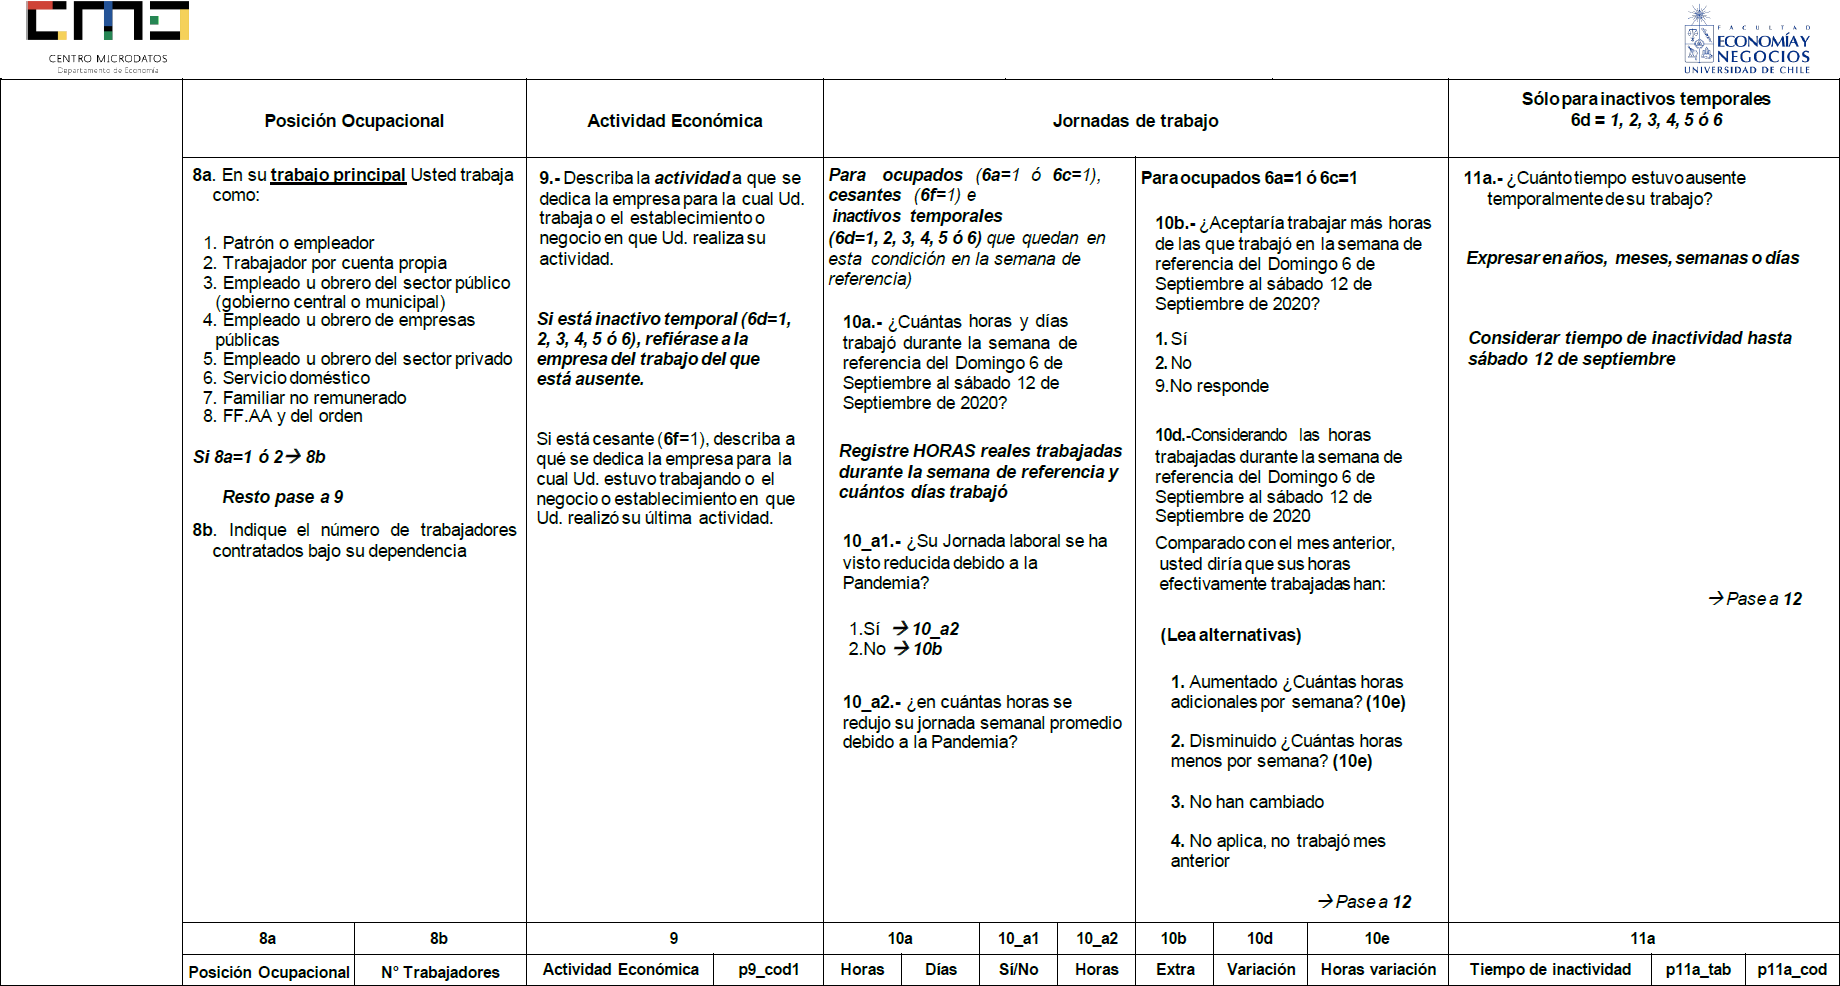 CENTRO MICRODATOS
Departamento de Economía
FACULTAD
ECONOMÍA Y
NEGOCIOS
UNIVERSIDAD DE CHILE
Posición Ocupacional
Actividad Económica
Jornadas de trabajo
Sólo para inactivos temporales
6d = 1, 2, 3, 4, 5 ó 6
8a. En su trabajo principal Usted trabaja
como:
1. Patrón o empleador
2. Trabajador por cuenta propia
3. Empleado u obrero del sector público
(gobierno central o municipal)
4. Empleado u obrero de empresas
públicas
5. Empleado u obrero del sector privado
6. Servicio doméstico
7. Familiar no remunerado
8. FF.AA y del orden
Si 8a=1 ó 2→ 8b
Resto pase a 9
8b. Indique el número de trabajadores
contratados bajo su dependencia
9.- Describa la actividad a que se
dedica la empresa para la cual Ud.
trabaja o el establecimiento o
negocio en que Ud. realiza su
actividad.
Si está inactivo temporal (6d=1,
2, 3, 4, 5 ó 6), refiérase a la
empresa del trabajo del que
está ausente.
Si está cesante (6f=1), describa a
qué se dedica la empresa para la
cual Ud. estuvo trabajando o el
negocio o establecimiento en que
Ud. realizó su última actividad.
Para ocupados (6a=1 ó 6c=1),
cesantes (6f=1) e
inactivos temporales
(6d=1, 2, 3, 4, 5 ó 6) que quedan en
esta condición en la semana de
referencia)
10a.- ¿Cuántas horas y días
trabajó durante la semana de
referencia del Domingo 6 de
Septiembre al sábado 12 de
Septiembre de 2020?
Registre HORAS reales trabajadas
durante la semana de referencia y
cuántos días trabajó
10_a1.- ¿Su Jornada laboral se ha
visto reducida debido a la
Pandemia?
1.Sí → 10_a2
2.No → 10b
10_a2.- ¿en cuántas horas se
redujo su jornada semanal promedio
debido a la Pandemia?
Para ocupados 6a=1 ó 6c=1
10b.- ¿Aceptaría trabajar más horas
de las que trabajó en la semana de
referencia del Domingo 6 de
Septiembre al sábado 12 de
Septiembre de 2020?
1. Sí
2. No
9.No responde
10d.-Considerando las horas
trabajadas durante la semana de
referencia del Domingo 6 de
Septiembre al sábado 12 de
Septiembre de 2020
Comparado con el mes anterior,
usted diría que sus horas
efectivamente trabajadas han:
(Lea alternativas)
1. Aumentado ¿Cuántas horas
adicionales por semana? (10e)
2. Disminuido ¿Cuántas horas
menos por semana? (10e)
3. No han cambiado
4. No aplica, no trabajó mes
anterior
→ Pase a 12
11a.- ¿Cuánto tiempo estuvo ausente
temporalmente de su trabajo?
Expresar en años, meses, semanas o días
Considerar tiempo de inactividad hasta
sábado 12 de septiembre
→ Pase a 12
8a 8b 9 10a 10_a1 10_a2 10b 10d 10e 11a
Posición Ocupacional N° Trabajadores Actividad Económica p9_cod1 Horas Días Sí/No Horas Extra Variación Horas variación Tiempo de inactividad p11a_tab p11a_cod